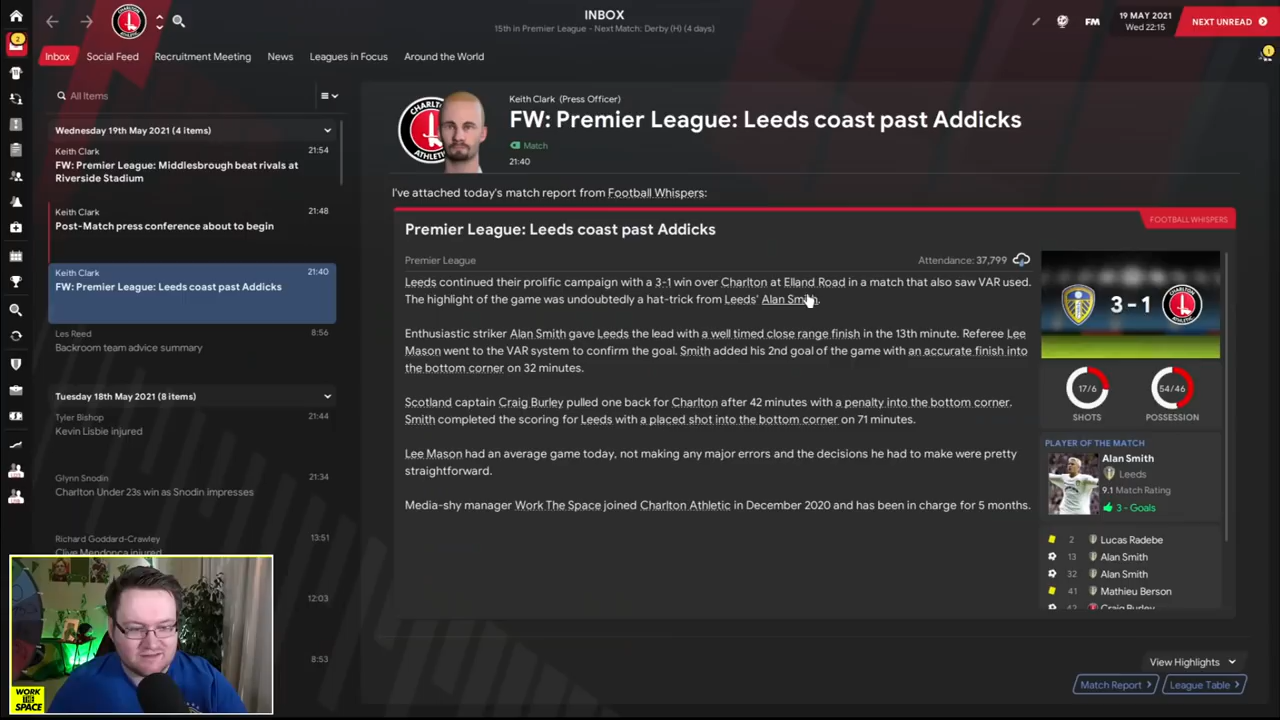 INBOX
15th in Premier League - Next Match: Derby (H) (4 days)
FM
19 MAY 2021
Wed 22:15
NEXT UNREAD
2
1
Inbox
Social Feed
Recruitment Meeting
News
Leagues in Focus
Around the World
All Items
Wednesday 19th May 2021 (4 items)
Keith Clark
21:54
FW: Premier League: Middlesbrough beat rivals at
Riverside Stadium
Keith Clark
21:48
Post-Match press conference about to begin
Keith Clark
21:40
FW: Premier League: Leeds coast past Addicks
Les Reed
8:56
Backroom team advice summary
Tuesday 18th May 2021 (8 items)
Tyler Bishop
21:44
Kevin Lisbie injured
Glynn Snodin
21:34
Charlton Under 23s win as Snodin impresses
Richard Goddard-Crawley
13:51
Clive Mendonca injured
12:03
8:53
WORK
THE
SPACE
CHARLTON
ATHLETIC
Keith Clark (Press Officer)
FW: Premier League: Leeds coast past Addicks
Match
21:40
I've attached today's match report from Football Whispers:
FOOTBALL WHISPERS
Premier League: Leeds coast past Addicks
Premier League
Attendance: 37,799
Leeds continued their prolific campaign with a 3-1 win over Charlton at Elland Road in a match that also saw VAR used.
The highlight of the game was undoubtedly a hat-trick from Leeds' Alan Smith.
Enthusiastic striker Alan Smith gave Leeds the lead with a well timed close range finish in the 13th minute. Referee Lee
Mason went to the VAR system to confirm the goal. Smith added his 2nd goal of the game with an accurate finish into
the bottom corner on 32 minutes.
Scotland captain Craig Burley pulled one back for Charlton after 42 minutes with a penalty into the bottom corner.
Smith completed the scoring for Leeds with a placed shot into the bottom corner on 71 minutes.
Lee Mason had an average game today, not making any major errors and the decisions he had to make were pretty
straightforward.
Media-shy manager Work The Space joined Charlton Athletic in December 2020 and has been in charge for 5 months.
3 - 1
17/6
SHOTS
54/46
POSSESSION
PLAYER OF THE MATCH
Alan Smith
Leeds
9.1 Match Rating
3 - Goals
2 Lucas Radebe
13 Alan Smith
32 Alan Smith
41 Mathieu Berson
42 Craig Burley
View Highlights
Match Report
League Table